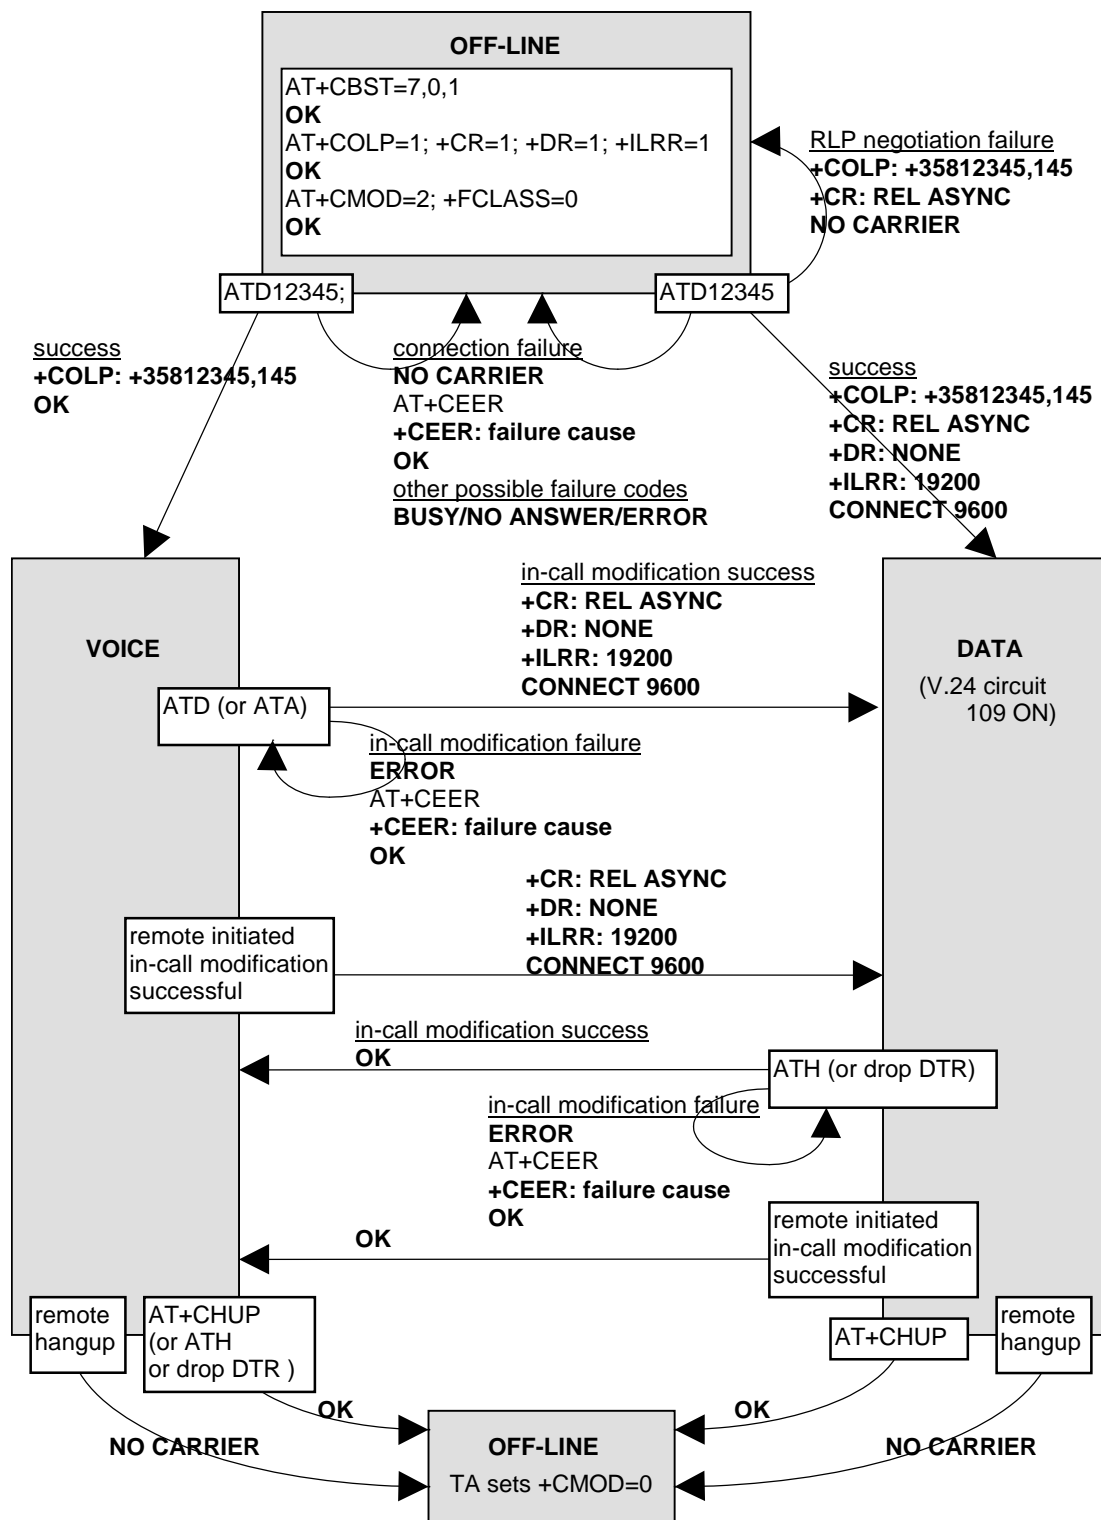 OFF-LINE
AT+CBST=7,0,1
OK
AT+COLP=1; +CR=1; +DR=1; +ILRR=1
OK
AT+CMOD=2; +FCLASS=0
OK
RLP negotiation failure
+COLP: +35812345,145
+CR: REL ASYNC
NO CARRIER
ATD12345;
ATD12345
success
+COLP: +35812345,145
OK
connection failure
NO CARRIER
AT+CEER
+CEER: failure cause
OK
other possible failure codes
BUSY/NO ANSWER/ERROR
success
+COLP: +35812345,145
+CR: REL ASYNC
+DR: NONE
+ILRR: 19200
CONNECT 9600
VOICE
in-call modification success
+CR: REL ASYNC
+DR: NONE
+ILRR: 19200
CONNECT 9600
DATA
(V.24 circuit
109 ON)
ATD (or ATA)
in-call modification failure
ERROR
AT+CEER
+CEER: failure cause
OK
+CR: REL ASYNC
+DR: NONE
+ILRR: 19200
CONNECT 9600
remote initiated
in-call modification
successful
in-call modification success
OK
ATH (or drop DTR)
in-call modification failure
ERROR
AT+CEER
+CEER: failure cause
OK
remote initiated
in-call modification
successful
OK
remote
hangup
AT+CHUP
(or ATH
or drop DTR )
AT+CHUP
remote
hangup
OK
OK
NO CARRIER
NO CARRIER
OFF-LINE
TA sets +CMOD=0